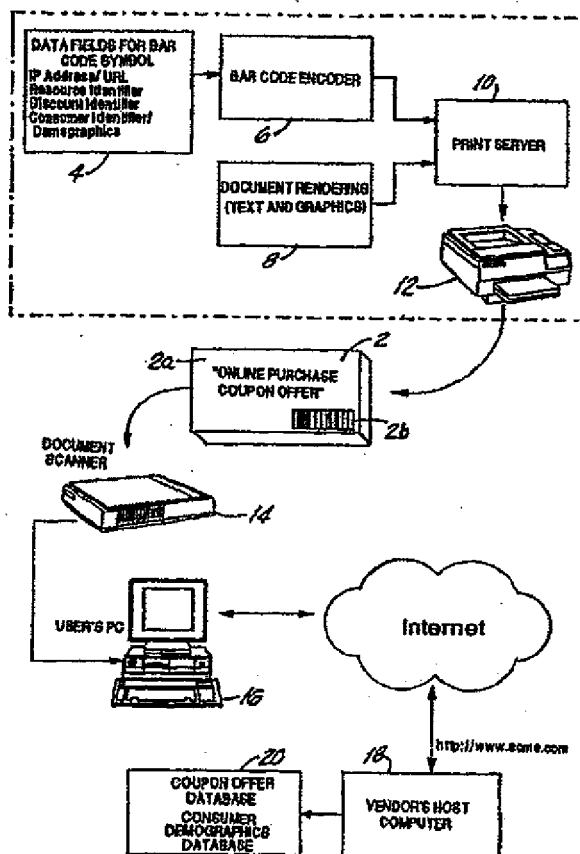 DATA FIELDS FOR BAR
CODE SYMBOL
IP Address/ URL
Resource Identifier
Discount Identifier
Consumer Identifier/
Demographics
4
BAR CODE ENCODER
6
10
PRINT SERVER
DOCUMENT RENDERING
(TEXT AND GRAPHICS)
8
12
2a
2
"ONLINE PURCHASE
COUPON OFFER"
2b
DOCUMENT
SCANNER
14
USER'S PC
16
Internet
http://www.acme.com
20
COUPON OFFER
DATABASE
CONSUMER
DEMOGRAPHICS
DATABASE
18
VENDOR'S HOST
COMPUTER